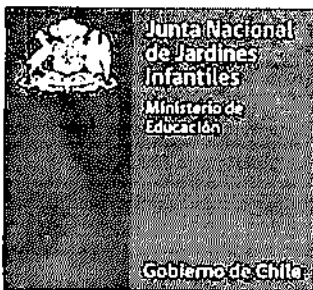 Junta Nacional
de Jardines
Infantiles
Ministerio de
Educación
Gobierno de Chile